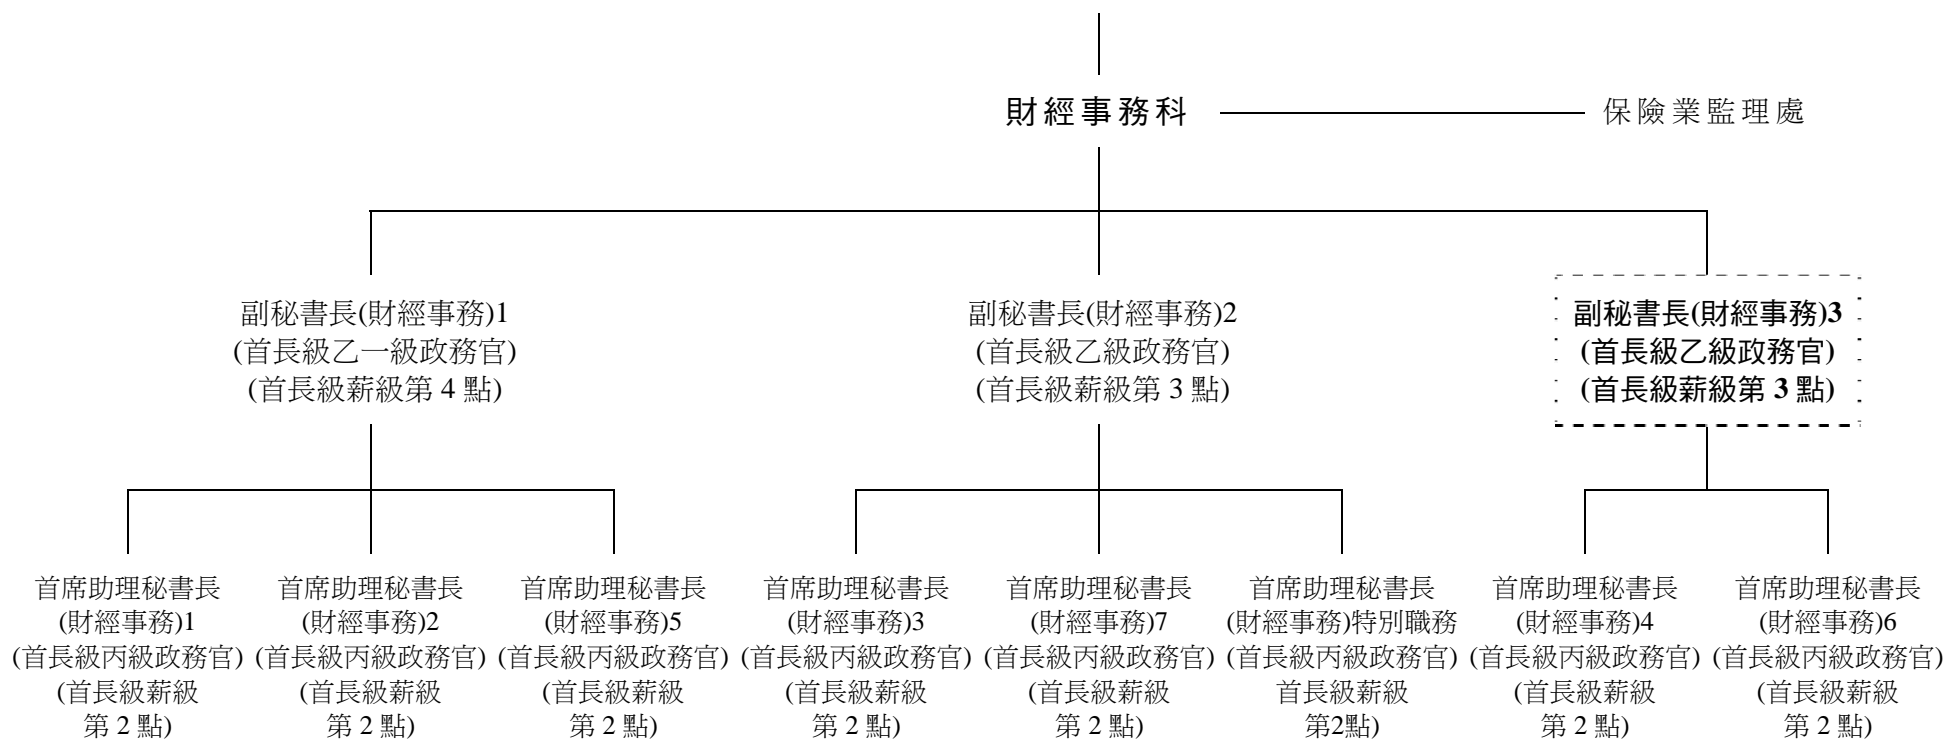 財經事務科
保險業監理處
副秘書長(財經事務)1
(首長級乙一級政務官)
(首長級薪級第 4 點)
副秘書長(財經事務)2
(首長級乙級政務官)
(首長級薪級第 3 點)
副秘書長(財經事務)3
(首長級乙級政務官)
(首長級薪級第 3 點)
首席助理秘書長
(財經事務)1
(首長級丙級政務官)
(首長級薪級
第 2 點)
首席助理秘書長
(財經事務)2
(首長級丙級政務官)
(首長級薪級
第 2 點)
首席助理秘書長
(財經事務)5
(首長級丙級政務官)
(首長級薪級
第 2 點)
首席助理秘書長
(財經事務)3
(首長級丙級政務官)
(首長級薪級
第 2 點)
首席助理秘書長
(財經事務)7
(首長級丙級政務官)
(首長級薪級
第 2 點)
首席助理秘書長
(財經事務)特別職務
(首長級丙級政務官)
首長級薪級
第2點)
首席助理秘書長
(財經事務)4
(首長級丙級政務官)
(首長級薪級
第 2 點)
首席助理秘書長
(財經事務)6
(首長級丙級政務官)
(首長級薪級
第 2 點)